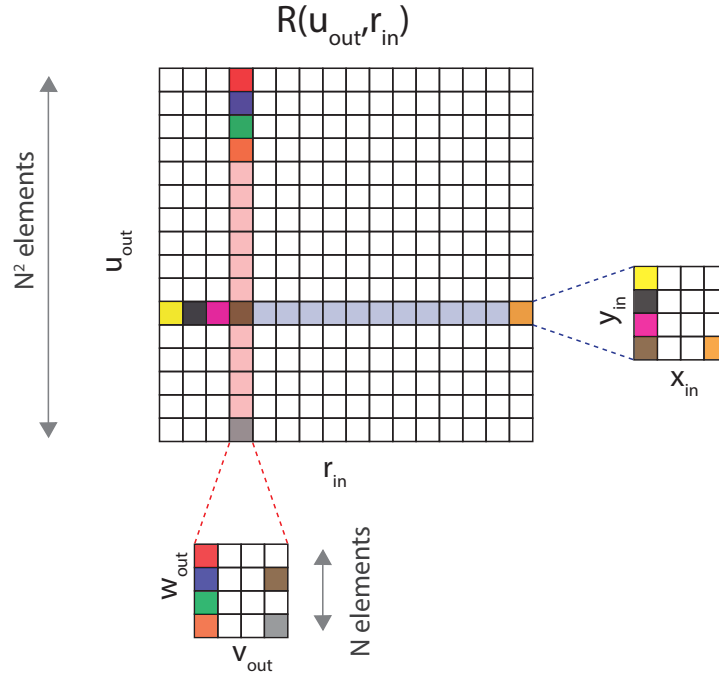 R(u_out,r_in)
N² elements
u_out
r_in
y_in
x_in
w_out
v_out
N elements